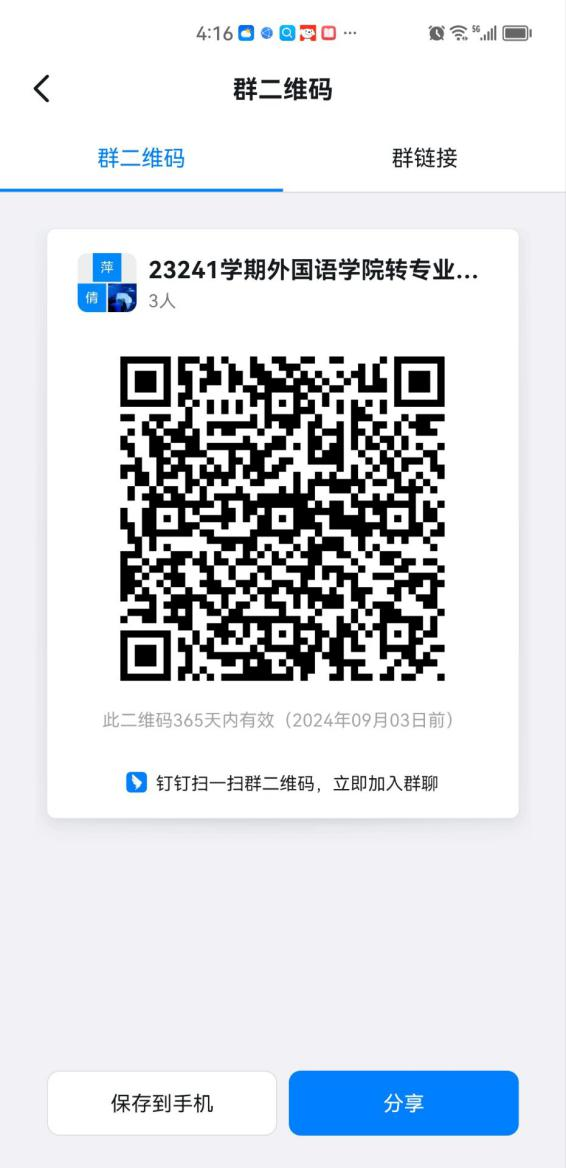 4:16 5G
群二维码
群二维码 群链接
萍
倩
23241学期外国语学院转专业...
3人
此二维码365天内有效（2024年09月03日前）
钉钉扫一扫群二维码，立即加入群聊
保存到手机 分享